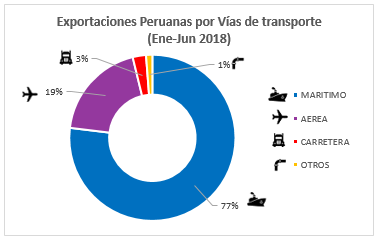 Exportaciones Peruanas por Vías de transporte
(Ene-Jun 2018)
3%
1%
19%
77%
MARITIMO
AEREA
CARRETERA
OTROS